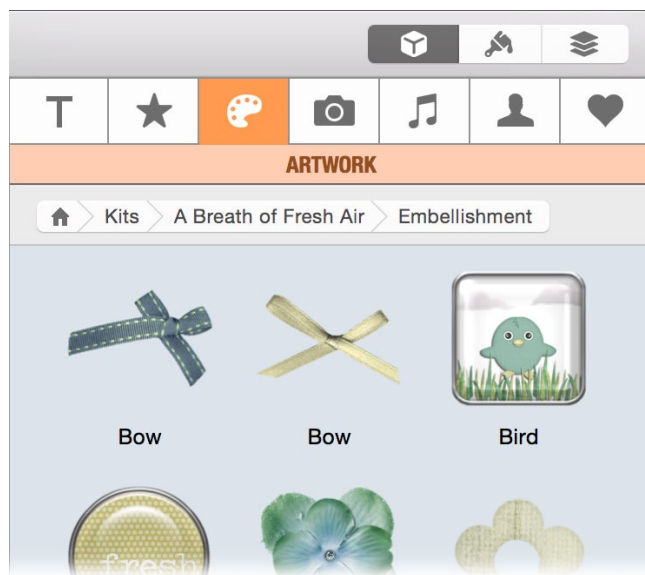 T
ARTWORK
Kits A Breath of Fresh Air Embellishment
Bow Bow Bird
fresh